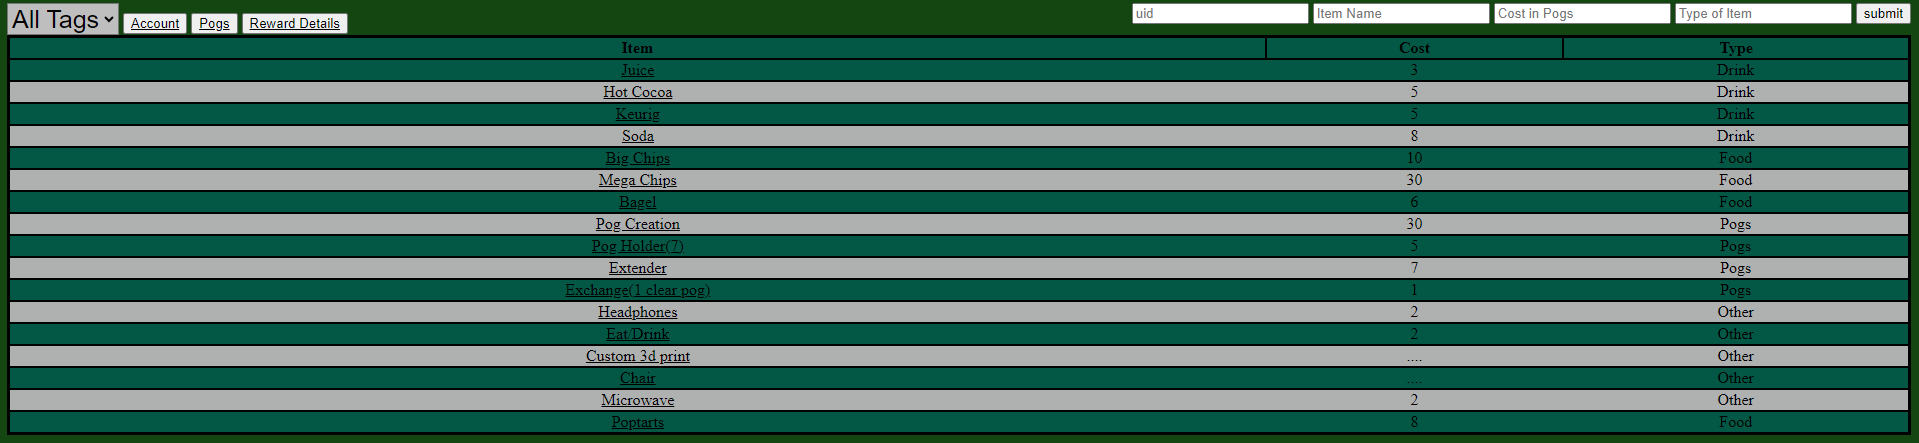 All Tags Account Pogs Reward Details uid Item Name Cost in Pogs Type of Item submit
Item Cost Type
Juice 3 Drink
Hot Cocoa 5 Drink
Keurig 5 Drink
Soda 8 Drink
Big Chips 10 Food
Mega Chips 30 Food
Bagel 6 Food
Pog Creation 30 Pogs
Pog Holder(7) 5 Pogs
Extender 7 Pogs
Exchange(1 clear pog) 1 Pogs
Headphones 2 Other
Eat/Drink 2 Other
Custom 3d print .... Other
Chair .... Other
Microwave 2 Other
Poptarts 8 Food